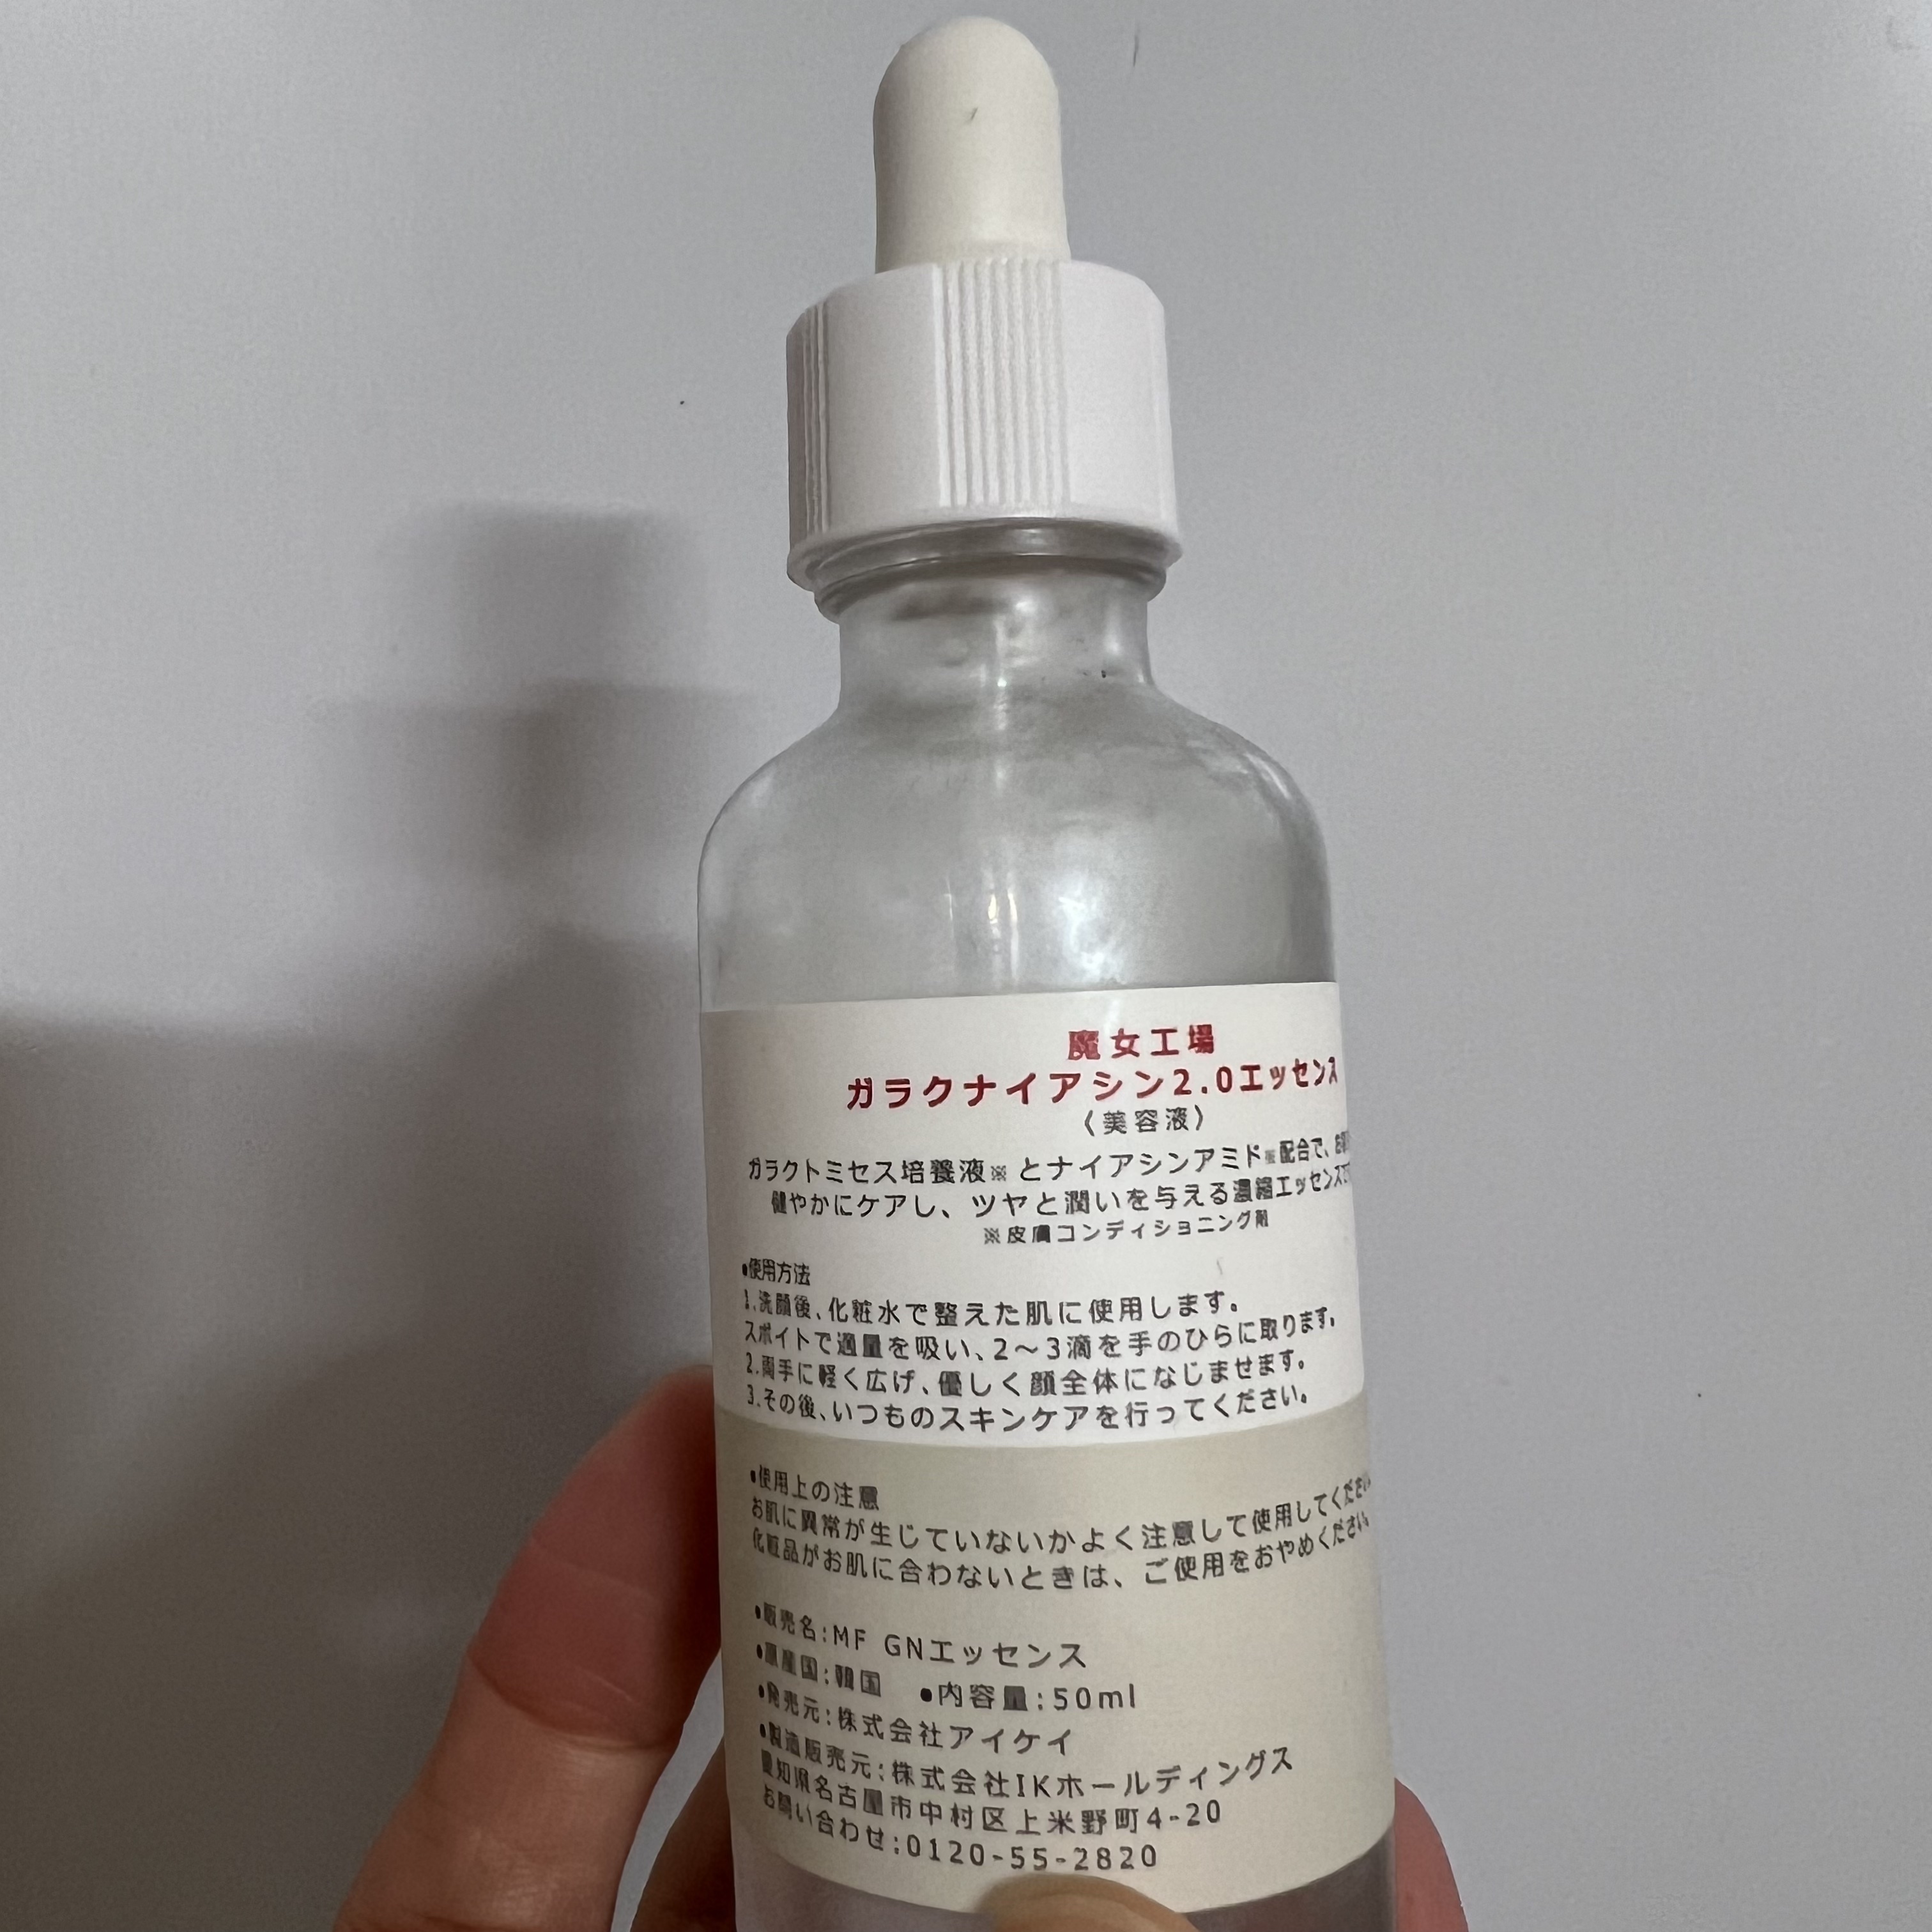 魔女工場
ガラクナイアシン2.0エッセンス
〈美容液〉
ガラクトミセス培養液※とナイアシンアミド※配合で、お
健やかにケアし、ツヤと潤いを与える濃縮エッセンスで
※皮膚コンディショニング剤
●使用方法
1.洗顔後、化粧水で整えた肌に使用します。
スポイトで適量を吸い、2～3滴を手のひらに取ります。
2.両手に軽く広げ、優しく顔全体になじませます。
3.その後、いつものスキンケアを行ってください。
●使用上の注意
お肌に異常が生じていないかよく注意して使用してください
化粧品がお肌に合わないときは、ご使用をおやめください。
●販売名:MF GNエッセンス
●原産国:韓国 ●内容量:50ml
●発売元:株式会社アイケイ
●製造販売元:株式会社IKホールディングス
愛知県名古屋市中村区上米野町4-20
お問い合わせ:0120-55-2820